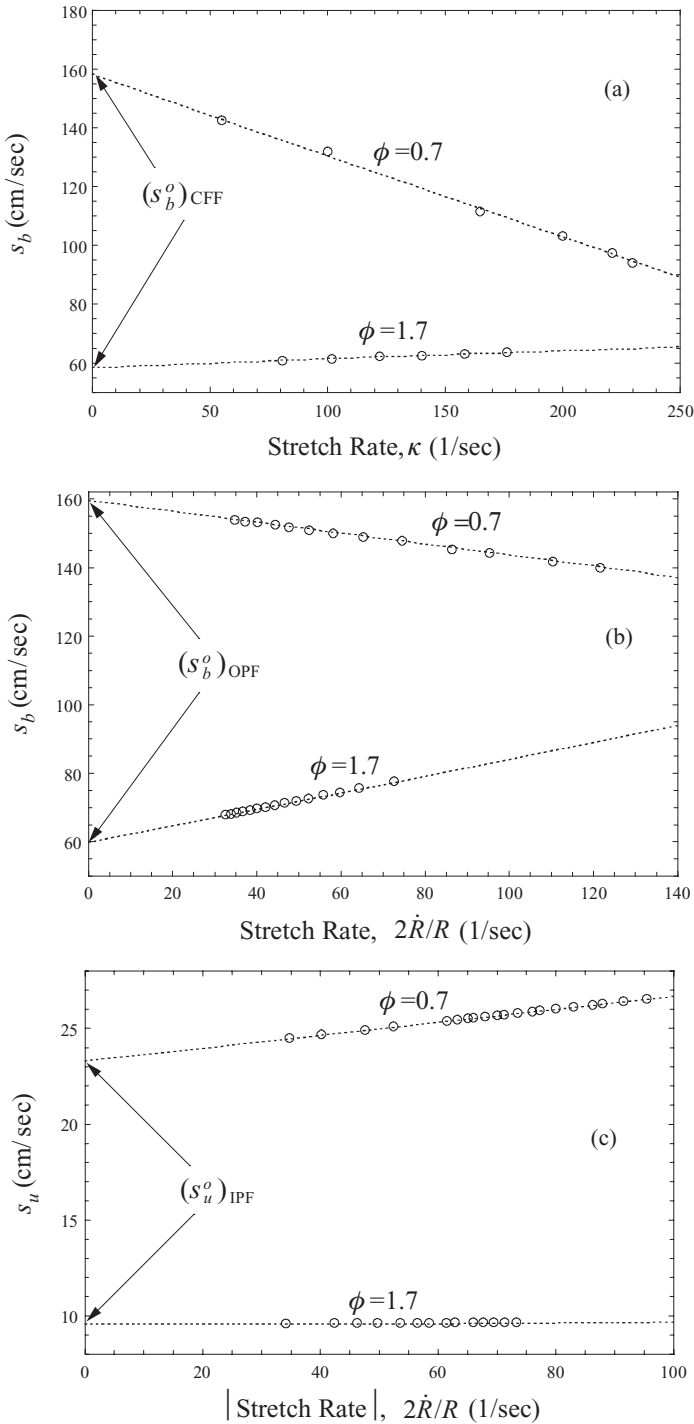 180
160
140
120
100
80
60
s_b (cm/sec)
(a)
ϕ=0.7
(s_b^o)_CFF
ϕ=1.7
0 50 100 150 200 250
Stretch Rate, κ (1/sec)
160
140
120
100
80
60
s_b (cm/sec)
ϕ=0.7
(b)
(s_b^o)_OPF
ϕ=1.7
0 20 40 60 80 100 120 140
Stretch Rate, 2Ṙ/R (1/sec)
25
20
15
10
s_u (cm/sec)
ϕ=0.7
(c)
(s_u^o)_IPF
ϕ=1.7
0 20 40 60 80 100
|Stretch Rate|, 2Ṙ/R (1/sec)